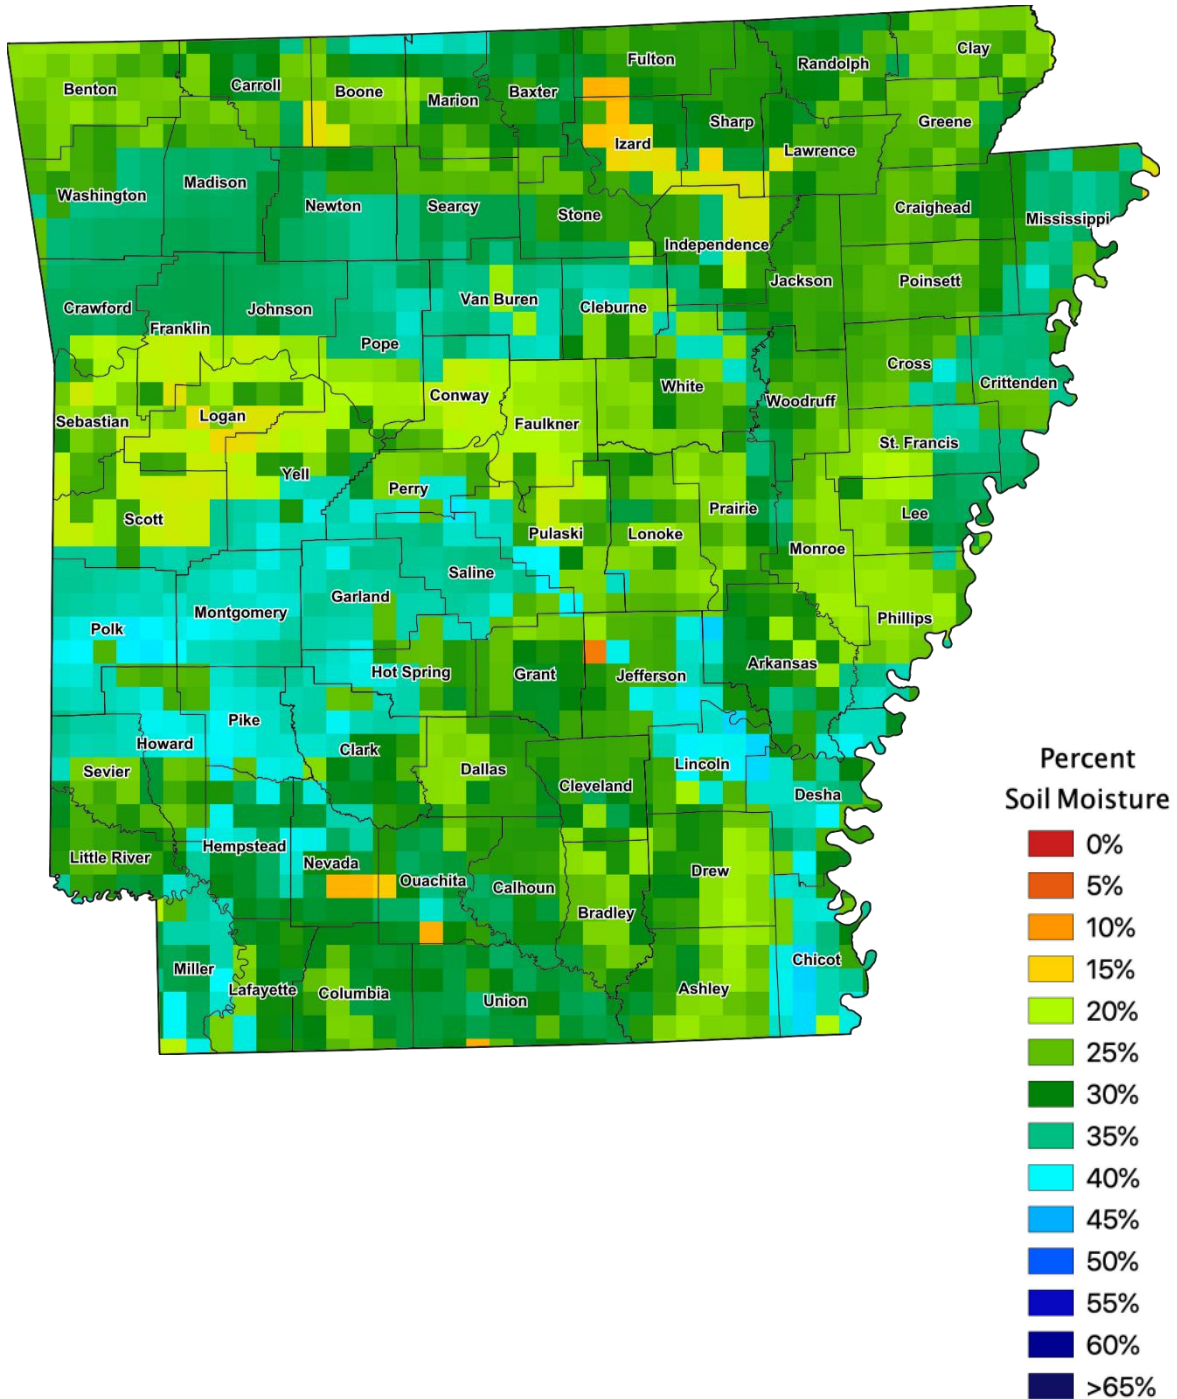 Clay
Fulton
Randolph
Carroll
Benton
Boone
Marion
Baxter
Sharp
Greene
Izard
Lawrence
Madison
Washington
Newton
Searcy
Stone
Craighead
Mississippi
Independence
Jackson
Poinsett
Van Buren
Cleburne
Crawford
Johnson
Franklin
Pope
Cross
Crittenden
White
Conway
Woodruff
Logan
Sebastian
Faulkner
St. Francis
Yell
Perry
Prairie
Lee
Scott
Pulaski
Lonoke
Monroe
Saline
Garland
Montgomery
Polk
Phillips
Arkansas
Hot Spring
Grant
Jefferson
Pike
Howard
Clark
Sevier
Dallas
Lincoln
Cleveland
Desha
Hempstead
Little River
Nevada
Ouachita
Calhoun
Drew
Bradley
Chicot
Miller
Lafayette
Columbia
Union
Ashley
Percent
Soil Moisture
0%
5%
10%
15%
20%
25%
30%
35%
40%
45%
50%
55%
60%
>65%